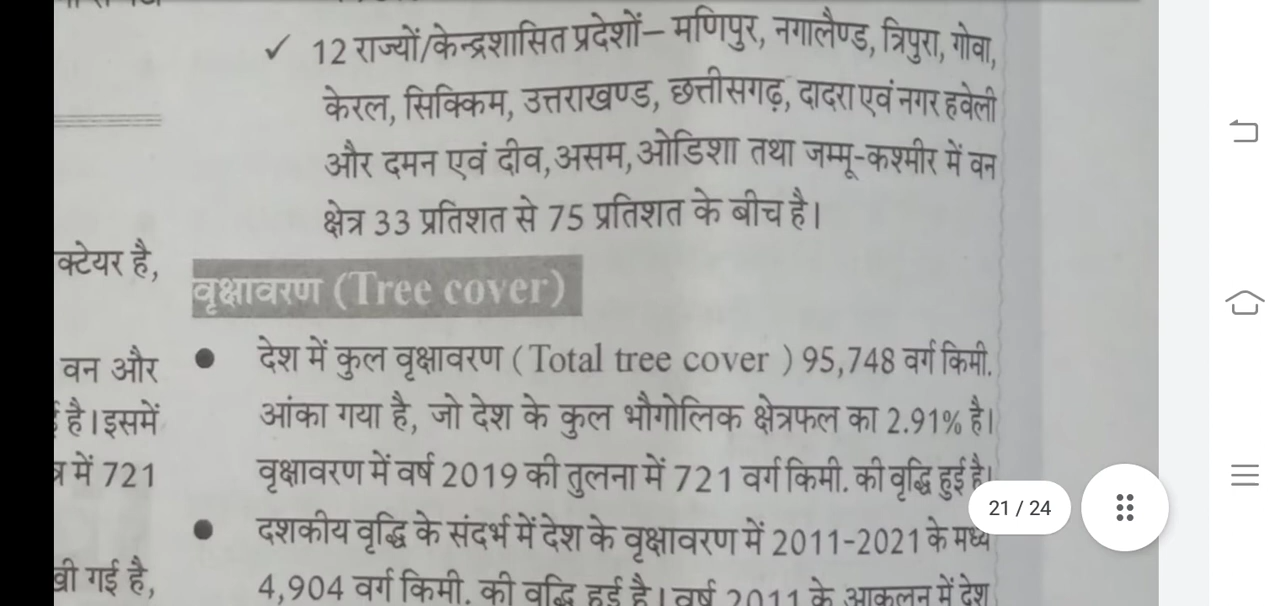 ✓ 12 राज्यों/केन्द्रशासित प्रदेशों– मणिपुर, नगालैण्ड, त्रिपुरा, गोवा,
केरल, सिक्किम, उत्तराखण्ड, छत्तीसगढ़, दादरा एवं नगर हवेली
और दमन एवं दीव, असम, ओडिशा तथा जम्मू-कश्मीर में वन
क्षेत्र 33 प्रतिशत से 75 प्रतिशत के बीच है।
क्टेयर है,
वृक्षावरण (Tree cover)
वन और
• देश में कुल वृक्षावरण ( Total tree cover ) 95,748 वर्ग किमी.
है। इसमें
आंका गया है, जो देश के कुल भौगोलिक क्षेत्रफल का 2.91% है।
में 721
वृक्षावरण में वर्ष 2019 की तुलना में 721 वर्ग किमी. की वृद्धि हुई है।
21 / 24
• दशकीय वृद्धि के संदर्भ में देश के वृक्षावरण में 2011-2021 के मध्य
गई है,
4,904 वर्ग किमी. की वृद्धि हुई है। वर्ष 2011 के आकलन में देश